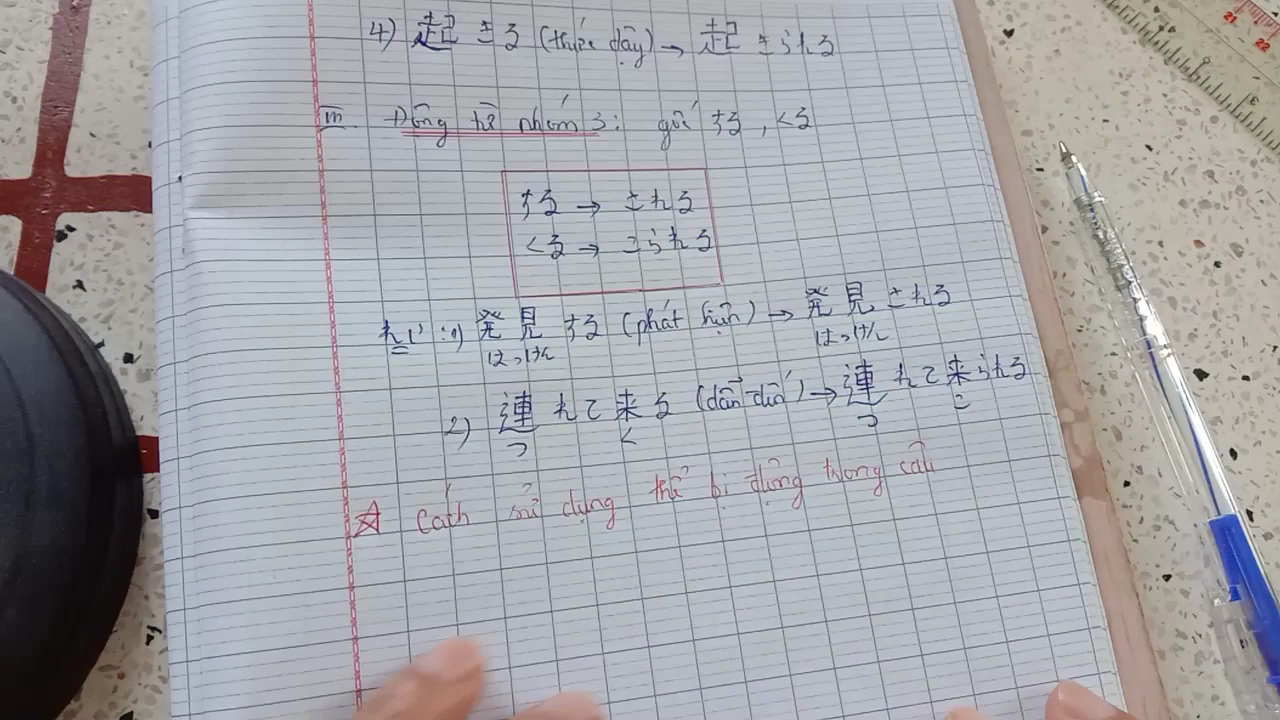 4) 起きる (thức dậy) → 起きられる
III. Động từ nhóm 3: gốc する, くる
する → される
くる → こられる
れい: 1) 発見する (phát hiện) → 発見される
はっけん はっけん
2) 連れて来る (dẫn đến) → 連れて来られる
つ く つ こ
☆ Cách sử dụng thể bị động trong câu
21
22
3